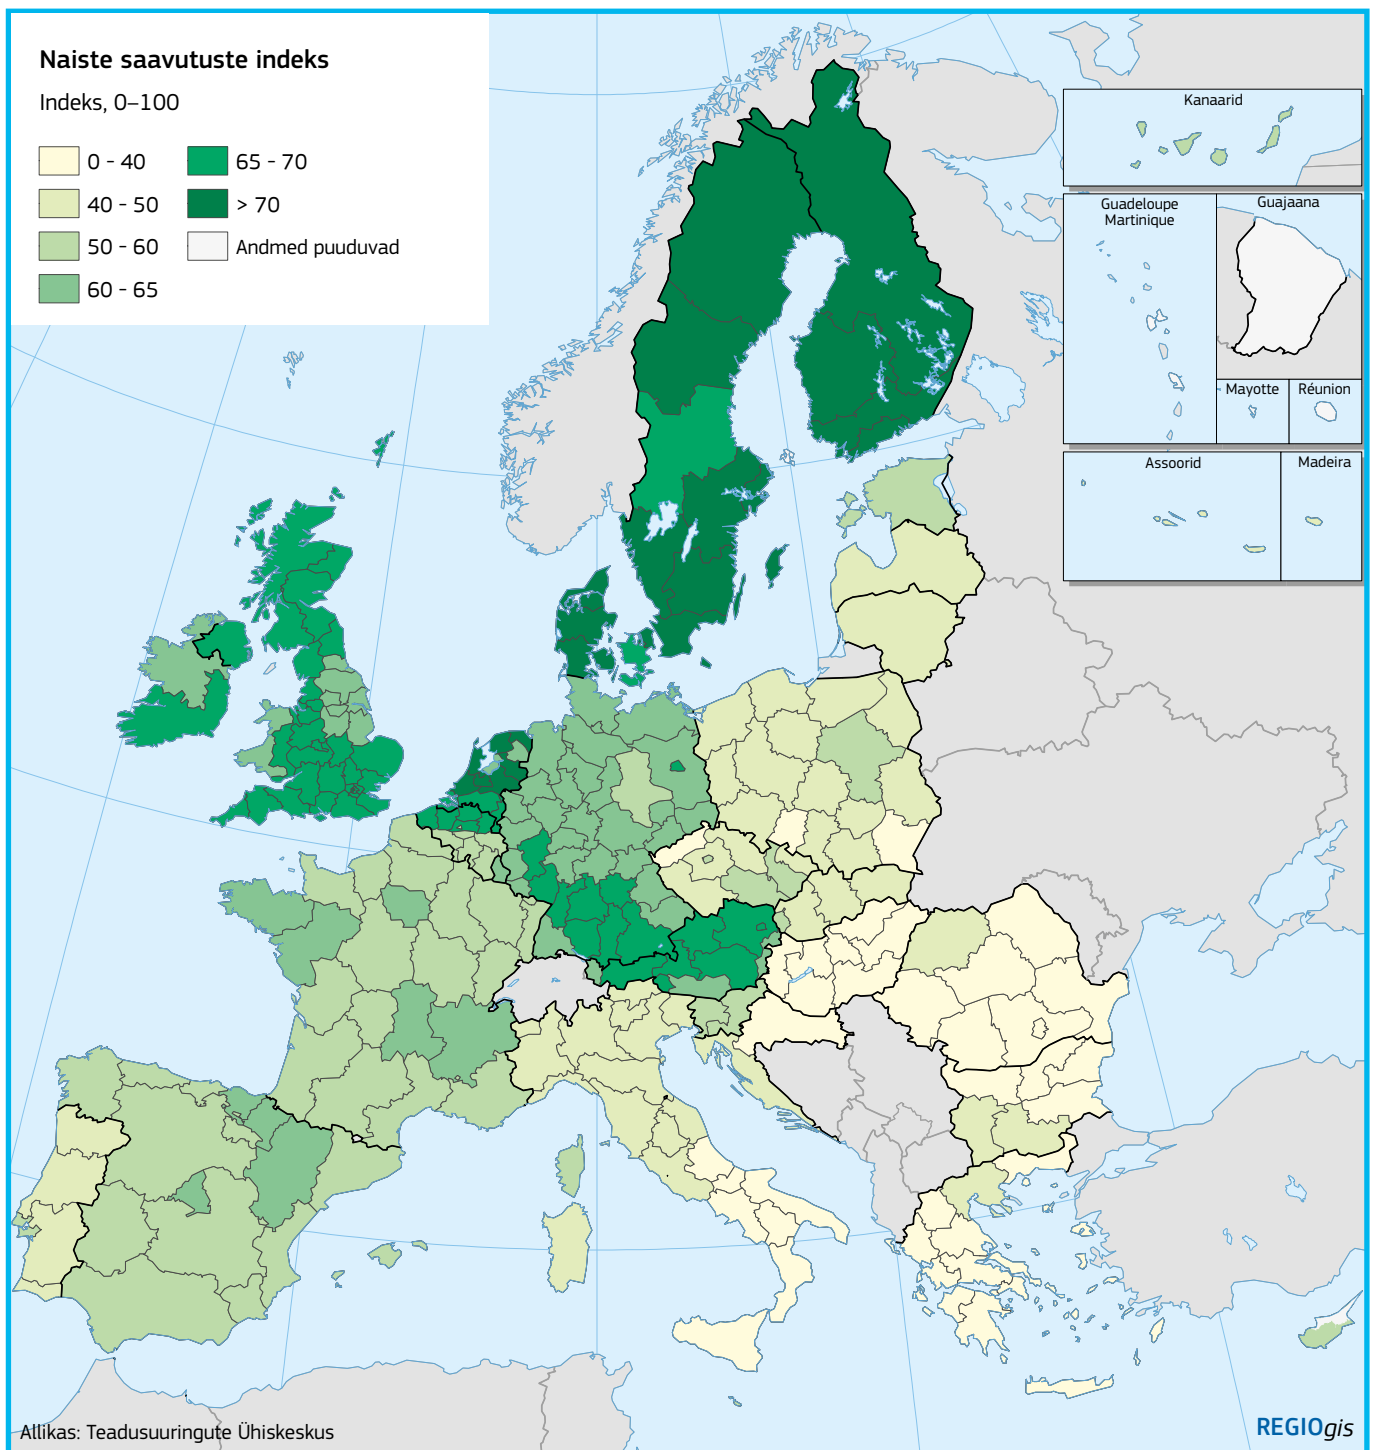 Naiste saavutuste indeks
Indeks, 0–100
0 - 40
40 - 50
50 - 60
60 - 65
65 - 70
> 70
Andmed puuduvad
Kanaarid
Guadeloupe
Martinique
Guajaana
Mayotte
Réunion
Assoorid
Madeira
Allikas: Teadusuuringute Ühiskeskus
REGIOgis